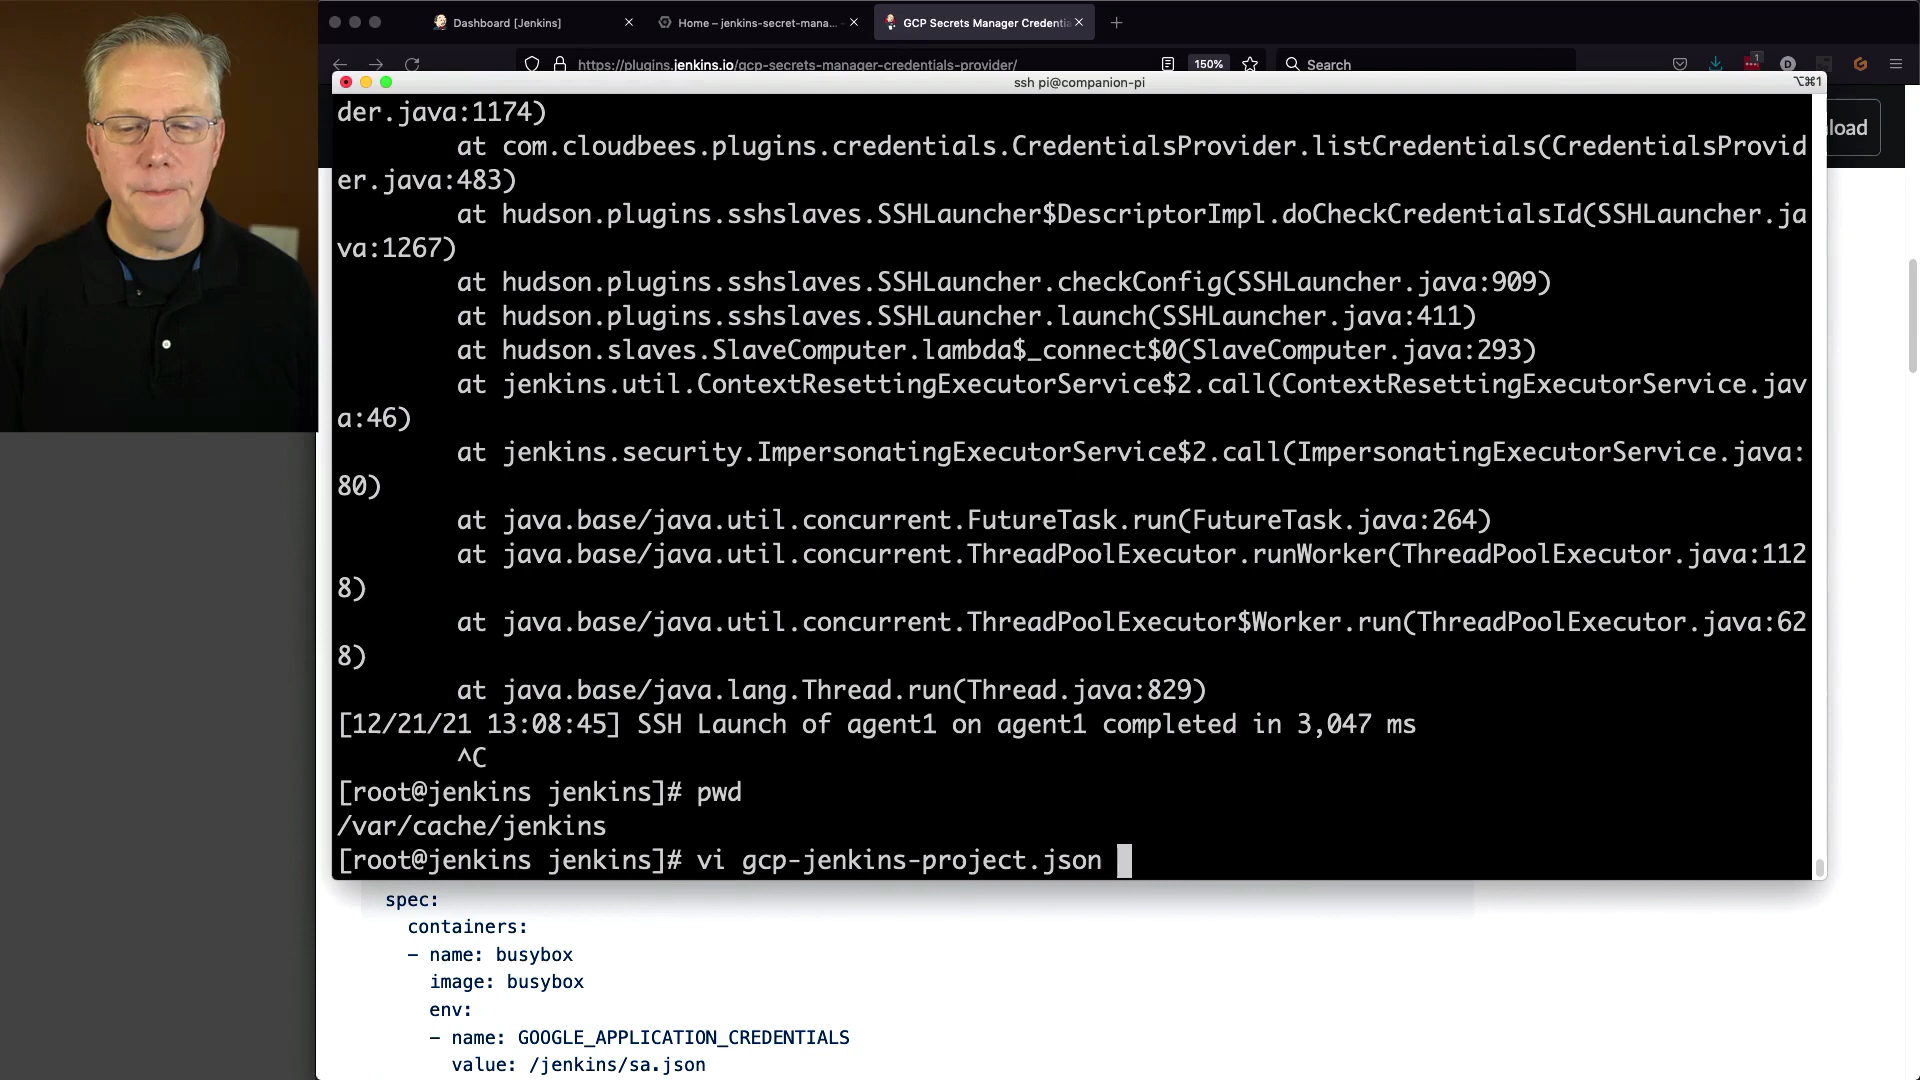 Dashboard [Jenkins]
Home – jenkins-secret-mana...
GCP Secrets Manager Credentia
https://plugins.jenkins.io/gcp-secrets-manager-credentials-provider/
150%
Search
1
D
ssh pi@companion-pi
⌥⌘1
load
der.java:1174)
at com.cloudbees.plugins.credentials.CredentialsProvider.listCredentials(CredentialsProvid
er.java:483)
at hudson.plugins.sshslaves.SSHLauncher$DescriptorImpl.doCheckCredentialsId(SSHLauncher.ja
va:1267)
at hudson.plugins.sshslaves.SSHLauncher.checkConfig(SSHLauncher.java:909)
at hudson.plugins.sshslaves.SSHLauncher.launch(SSHLauncher.java:411)
at hudson.slaves.SlaveComputer.lambda$_connect$0(SlaveComputer.java:293)
at jenkins.util.ContextResettingExecutorService$2.call(ContextResettingExecutorService.jav
a:46)
at jenkins.security.ImpersonatingExecutorService$2.call(ImpersonatingExecutorService.java:
80)
at java.base/java.util.concurrent.FutureTask.run(FutureTask.java:264)
at java.base/java.util.concurrent.ThreadPoolExecutor.runWorker(ThreadPoolExecutor.java:112
8)
at java.base/java.util.concurrent.ThreadPoolExecutor$Worker.run(ThreadPoolExecutor.java:62
8)
at java.base/java.lang.Thread.run(Thread.java:829)
[12/21/21 13:08:45] SSH Launch of agent1 on agent1 completed in 3,047 ms
^C
[root@jenkins jenkins]# pwd
/var/cache/jenkins
[root@jenkins jenkins]# vi gcp-jenkins-project.json
spec:
containers:
- name: busybox
image: busybox
env:
- name: GOOGLE_APPLICATION_CREDENTIALS
value: /jenkins/sa.json